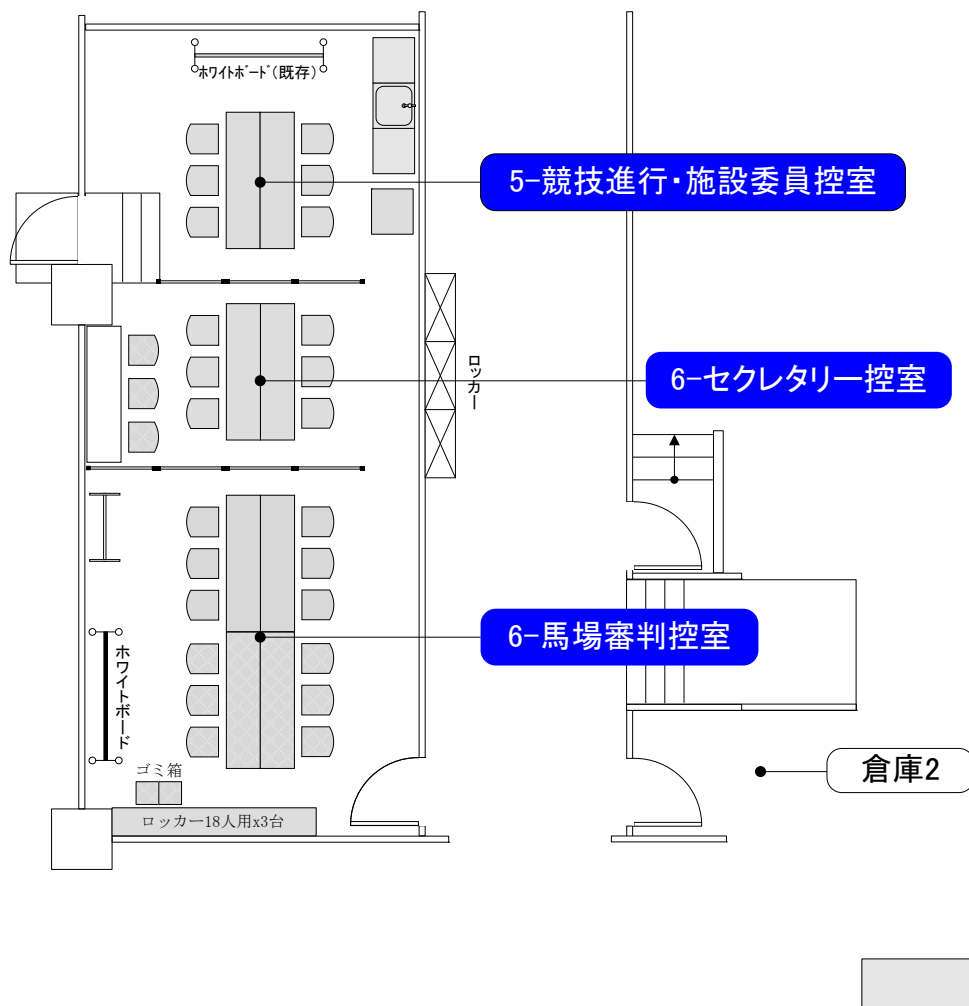 ホワイトボード(既存)
5-競技進行・施設委員控室
ロッカー
6-セクレタリー控室
6-馬場審判控室
ホワイトボード
倉庫2
ゴミ箱
ロッカー18人用x3台